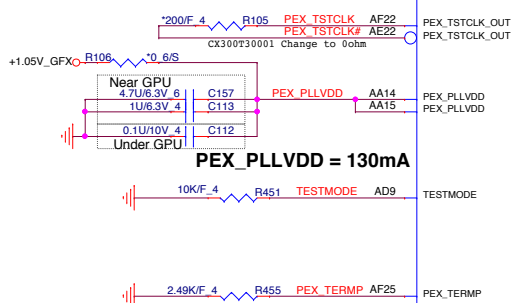 *200/F_4 R105 PEX_TSTCLK AF22 PEX_TSTCLK_OUT
PEX_TSTCLK# AE22 PEX_TSTCLK_OUT
CX300T30001 Change to 0ohm
+1.05V_GFX R106 *0_6/S
Near GPU
4.7U/6.3V_6 C157 PEX_PLLVDD AA14 PEX_PLLVDD
1U/6.3V_4 C113 AA15 PEX_PLLVDD
0.1U/10V_4 C112
Under GPU
PEX_PLLVDD = 130mA
10K/F_4 R451 TESTMODE AD9 TESTMODE
2.49K/F_4 R455 PEX_TERMP AF25 PEX_TERMP